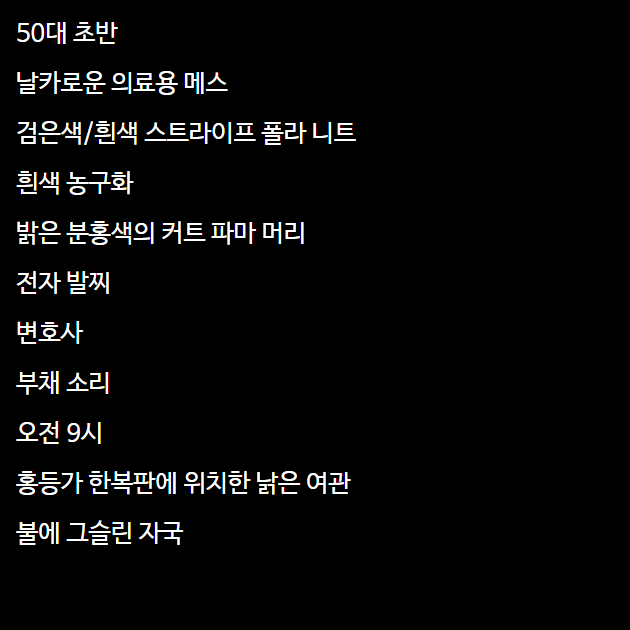 50대 초반
날카로운 의료용 메스
검은색/흰색 스트라이프 폴라 니트
흰색 농구화
밝은 분홍색의 커트 파마 머리
전자 발찌
변호사
부채 소리
오전 9시
홍등가 한복판에 위치한 낡은 여관
불에 그슬린 자국